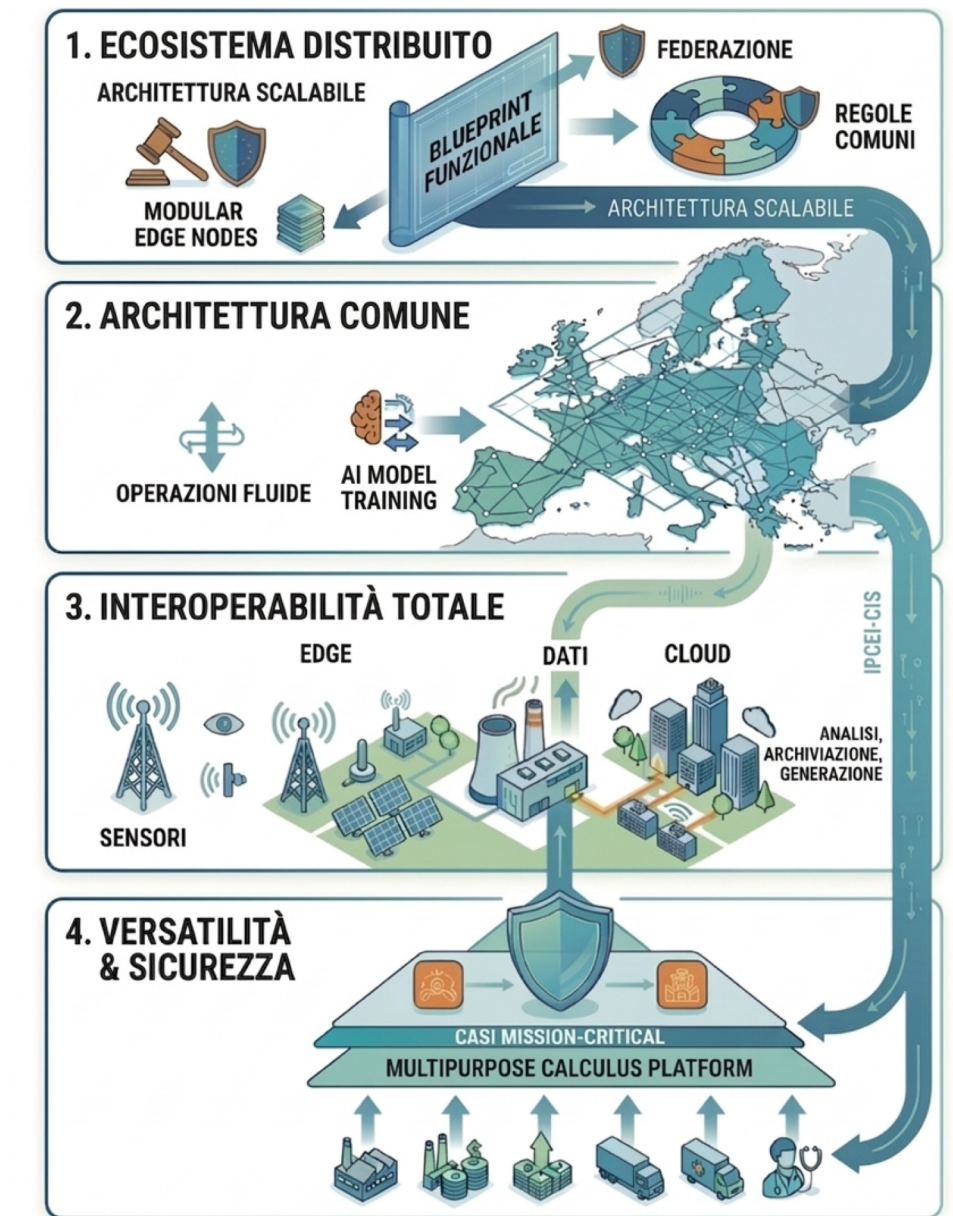 1. ECOSISTEMA DISTRIBUITO
ARCHITETTURA SCALABILE
MODULAR
EDGE NODES
BLUEPRINT
FUNZIONALE
FEDERAZIONE
REGOLE
COMUNI
ARCHITETTURA SCALABILE
2. ARCHITETTURA COMUNE
OPERAZIONI FLUIDE
AI MODEL
TRAINING
3. INTEROPERABILITÀ TOTALE
EDGE
DATI
CLOUD
IPCEI-CIS
SENSORI
ANALISI,
ARCHIVIAZIONE,
GENERAZIONE
4. VERSATILITÀ
& SICUREZZA
CASI MISSION-CRITICAL
MULTIPURPOSE CALCULUS PLATFORM